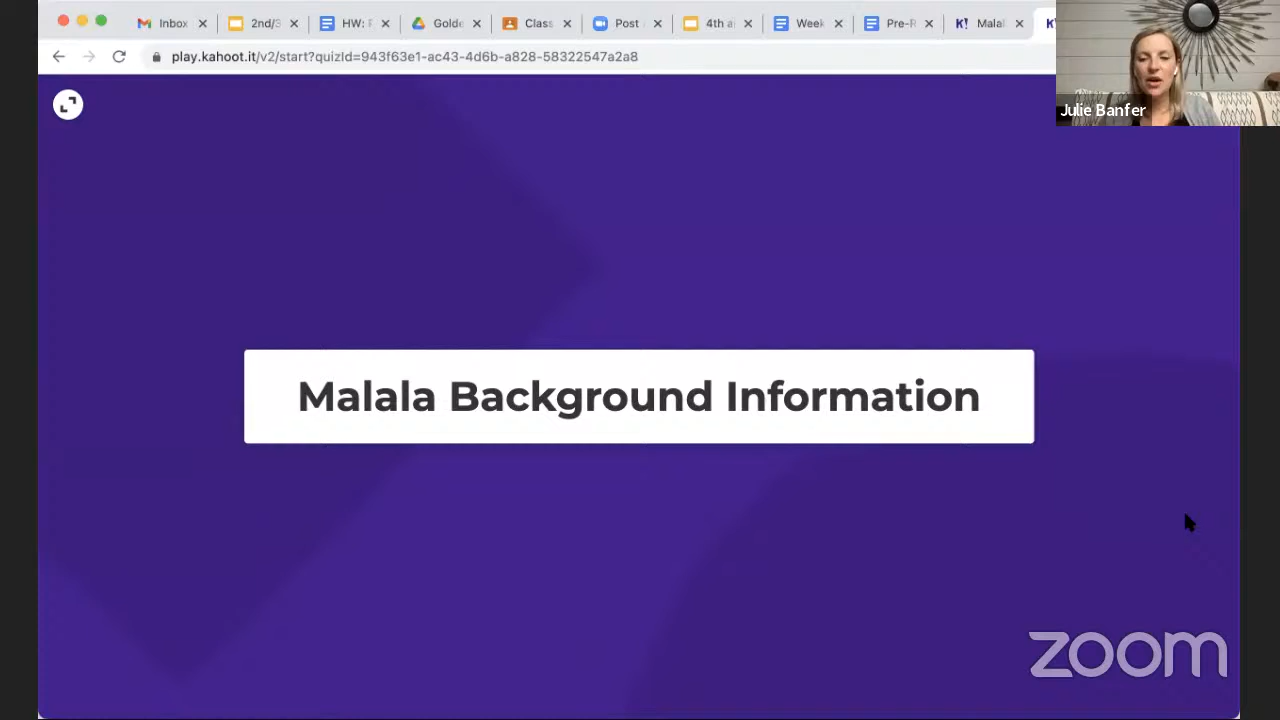 Inbox
2nd/3
HW: F
Golde
Class
Post
4th a
Week
Pre-R
K! Malal
K!
play.kahoot.it/v2/start?quizId=943f63e1-ac43-4d6b-a828-58322547a2a8
Julie Banfer
Malala Background Information
zoom